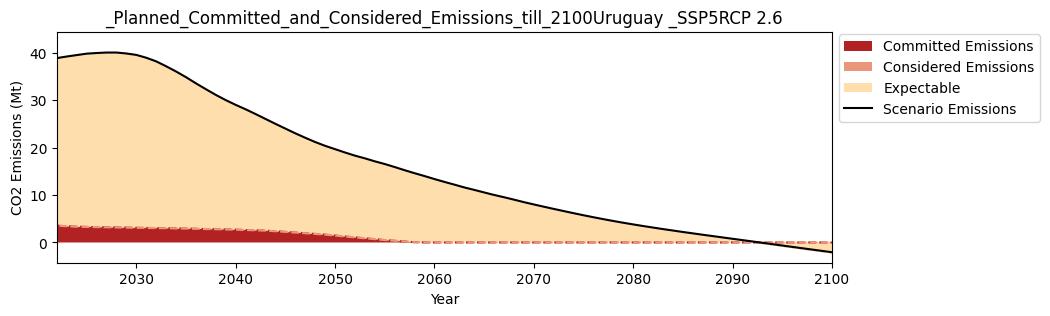 _Planned_Committed_and_Considered_Emissions_till_2100Uruguay _SSP5RCP 2.6
CO2 Emissions (Mt)
40
30
20
10
0
2030 2040 2050 2060 2070 2080 2090 2100
Year
Committed Emissions
Considered Emissions
Expectable
Scenario Emissions